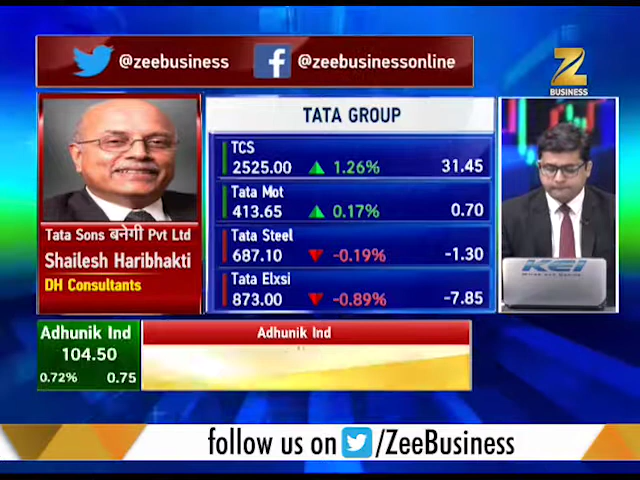 @zeebusiness
@zeebusinessonline
Z
BUSINESS
TATA GROUP
TCS
2525.00 1.26% 31.45
Tata Mot
413.65 0.17% 0.70
Tata Steel
687.10 -0.19% -1.30
Tata Elxsi
873.00 -0.89% -7.85
Tata Sons बनेगी Pvt Ltd
Shailesh Haribhakti
DH Consultants
KEI
Adhunik Ind
104.50
0.72% 0.75
Adhunik Ind
follow us on /ZeeBusiness